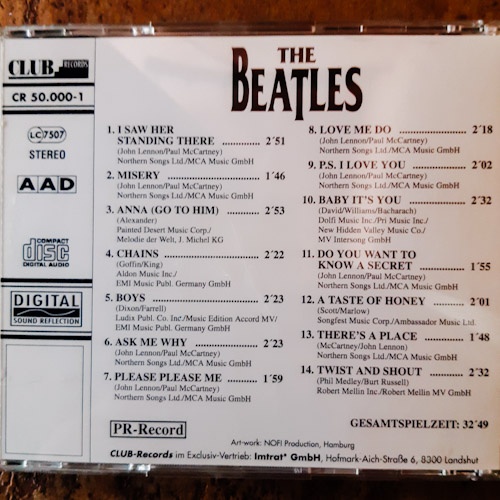 CLUB RECORDS
CR 50.000-1
LC 7507
STEREO
AAD
COMPACT
disc
DIGITAL AUDIO
DIGITAL
SOUND REFLECTION
THE
BEATLES
1. I SAW HER
STANDING THERE ................ 2´51
(John Lennon/Paul McCartney)
Northern Songs Ltd./MCA Music GmbH
2. MISERY ............................ 1´46
(John Lennon/Paul McCartney)
Northern Songs Ltd./MCA Music GmbH
3. ANNA (GO TO HIM) .......... 2´53
(Alexander)
Painted Desert Music Corp./
Melodie der Welt, J. Michel KG
4. CHAINS ............................ 2´22
(Goffin/King)
Aldon Music Inc./
EMI Music Publ. Germany GmbH
5. BOYS ................................ 2´23
(Dixon/Farrell)
Ludix Publ. Co. Inc./Music Edition Accord MV/
EMI Music Publ. Germany GmbH
6. ASK ME WHY .................... 2´23
(John Lennon/Paul McCartney)
Northern Songs Ltd./MCA Music GmbH
7. PLEASE PLEASE ME .......... 1´59
(John Lennon/Paul McCartney)
Northern Songs Ltd./MCA Music GmbH
8. LOVE ME DO .................... 2´18
(John Lennon/Paul McCartney)
Northern Songs Ltd./MCA Music GmbH
9. P.S. I LOVE YOU ................ 2´02
(John Lennon/Paul McCartney)
Northern Songs Ltd./MCA Music GmbH
10. BABY IT'S YOU ................ 2´32
(David/Williams/Bacharach)
Dolfi Music Inc./Pri Music Inc./
New Hidden Valley Music Co./
MV Intersong GmbH
11. DO YOU WANT TO
KNOW A SECRET ................ 1´55
(John Lennon/Paul McCartney)
Northern Songs Ltd./MCA Music GmbH
12. A TASTE OF HONEY .......... 2´01
(Scott/Marlow)
Songfest Music Corp./Ambassador Music Ltd.
13. THERE'S A PLACE ............ 1´48
(McCartney/John Lennon)
Northern Songs Ltd./MCA Music GmbH
14. TWIST AND SHOUT .......... 2´32
(Phil Medley/Burt Russell)
Robert Mellin Inc./Robert Mellin MV GmbH
GESAMTSPIELZEIT: 32´49
PR-Record
Art-work: NOFI Production, Hamburg
CLUB-Records im Exclusiv-Vertrieb: Imtrat® GmbH, Hofmark-Aich-Straße 6, 8300 Landshut